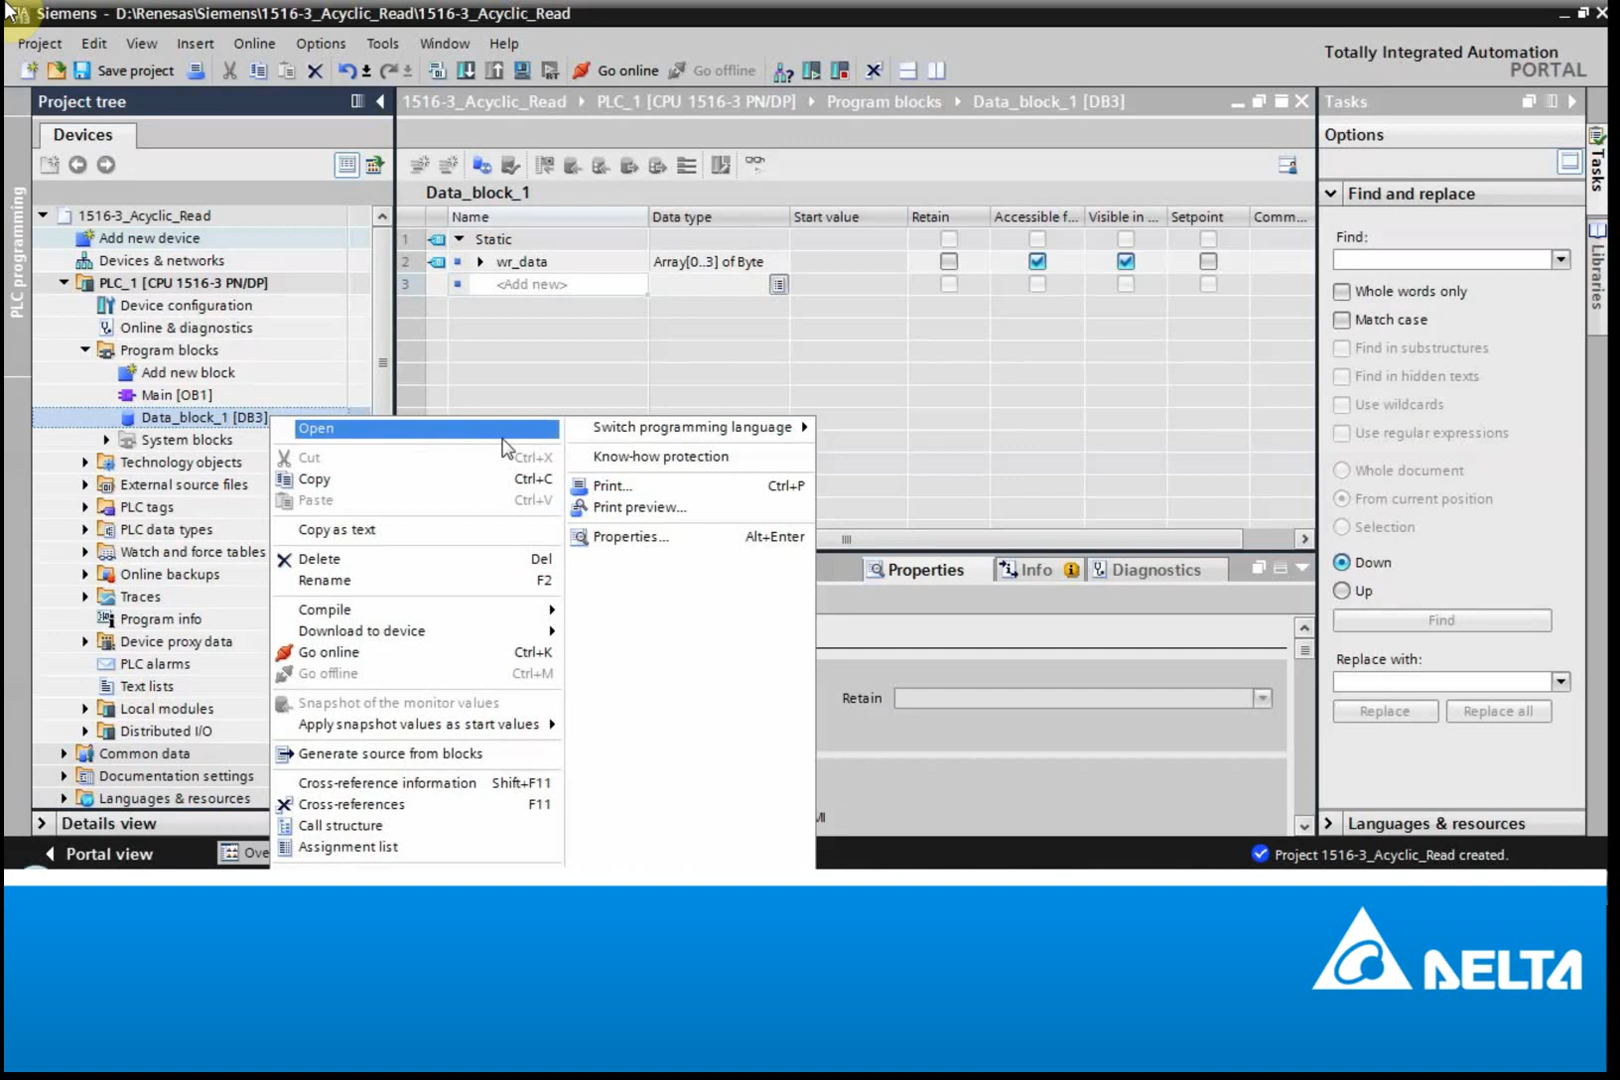 Siemens - D:\Renesas\Siemens\1516-3_Acyclic_Read\1516-3_Acyclic_Read
Project Edit View Insert Online Options Tools Window Help
Totally Integrated Automation
PORTAL
Save project Go online Go offline
Project tree
1516-3_Acyclic_Read PLC_1 [CPU 1516-3 PN/DP] Program blocks Data_block_1 [DB3]
Tasks
Devices
Options
PLC programming
Tasks
Libraries
Data_block_1
Find and replace
Name Data type Start value Retain Accessible f... Visible in ... Setpoint Comm...
1 Static
2 wr_data Array[0..3] of Byte
3 <Add new>
1516-3_Acyclic_Read
Add new device
Devices & networks
PLC_1 [CPU 1516-3 PN/DP]
Device configuration
Online & diagnostics
Program blocks
Add new block
Main [OB1]
Data_block_1 [DB3]
System blocks
Technology objects
External source files
PLC tags
PLC data types
Watch and force tables
Online backups
Traces
Program info
Device proxy data
PLC alarms
Text lists
Local modules
Distributed I/O
Common data
Documentation settings
Languages & resources
Details view
Portal view
Ove
Open
Cut Ctrl+X
Copy Ctrl+C
Paste Ctrl+V
Copy as text
Delete Del
Rename F2
Compile
Download to device
Go online Ctrl+K
Go offline Ctrl+M
Snapshot of the monitor values
Apply snapshot values as start values
Generate source from blocks
Cross-reference information Shift+F11
Cross-references F11
Call structure
Assignment list
Switch programming language
Know-how protection
Print... Ctrl+P
Print preview...
Properties... Alt+Enter
Properties Info Diagnostics
Retain
Find:
Whole words only
Match case
Find in substructures
Find in hidden texts
Use wildcards
Use regular expressions
Whole document
From current position
Selection
Down
Up
Find
Replace with:
Replace Replace all
Languages & resources
Project 1516-3_Acyclic_Read created.
DELTA